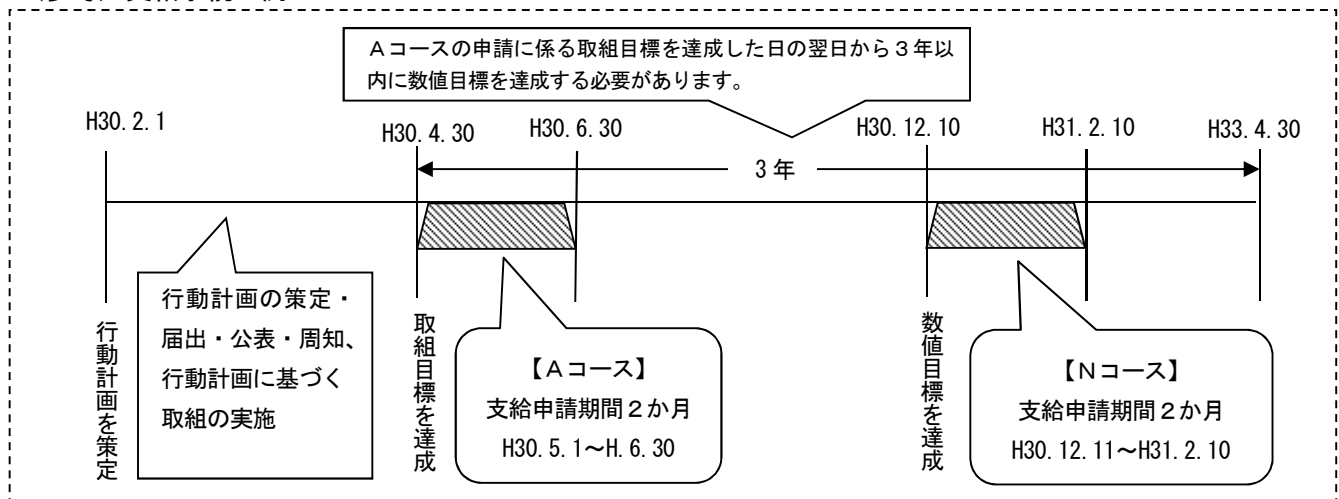 Aコースの申請に係る取組目標を達成した日の翌日から3年以
内に数値目標を達成する必要があります。
H30.2.1
H30.4.30
H30.6.30
H30.12.10
H31.2.10
H33.4.30
3年
行動計画を策定
行動計画の策定・
届出・公表・周知、
行動計画に基づく
取組の実施
取組目標を達成
【Aコース】
支給申請期間2か月
H30.5.1～H.6.30
数値目標を達成
【Nコース】
支給申請期間2か月
H30.12.11～H31.2.10